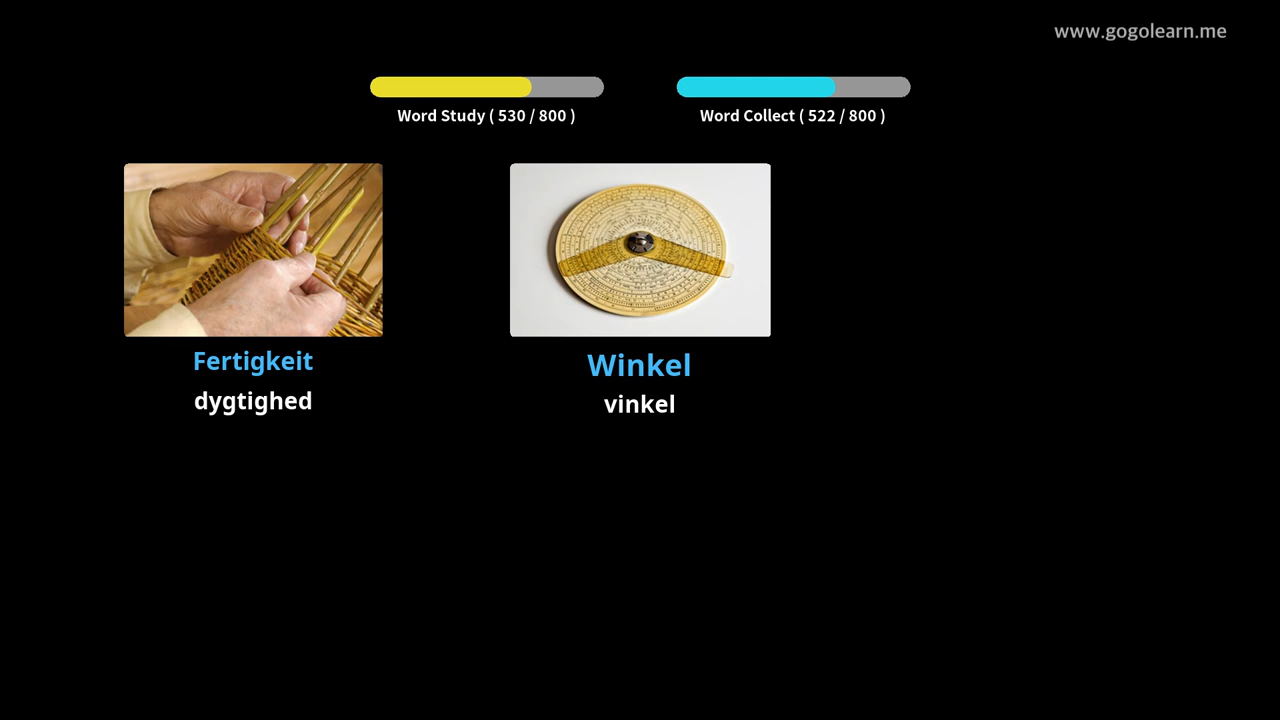 www.gogolearn.me
Word Study ( 530 / 800 )
Word Collect ( 522 / 800 )
Fertigkeit
dygtighed
Winkel
vinkel